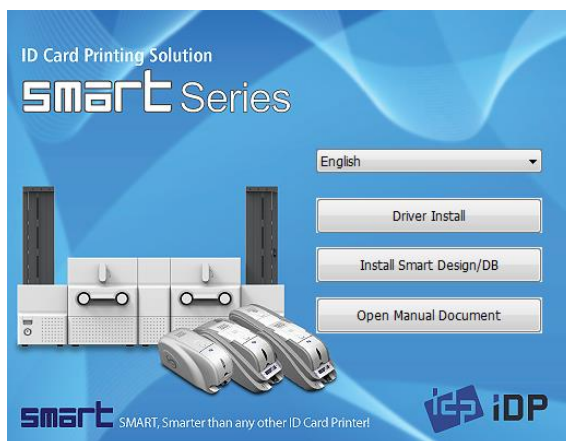 ID Card Printing Solution
smart Series
English
Driver Install
Install Smart Design/DB
Open Manual Document
smart SMART, Smarter than any other ID Card Printer!
iDP iDP